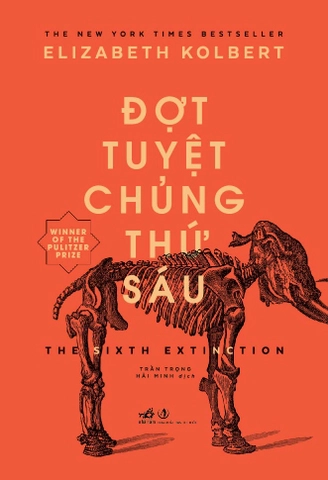 THE NEW YORK TIMES BESTSELLER
ELIZABETH KOLBERT
ĐỢT
TUYỆT
CHỦNG
THỨ
SÁU
WINNER
OF THE
PULITZER
PRIZE
THE SIXTH EXTINCTION
TRẦN TRỌNG
HẢI MINH dịch